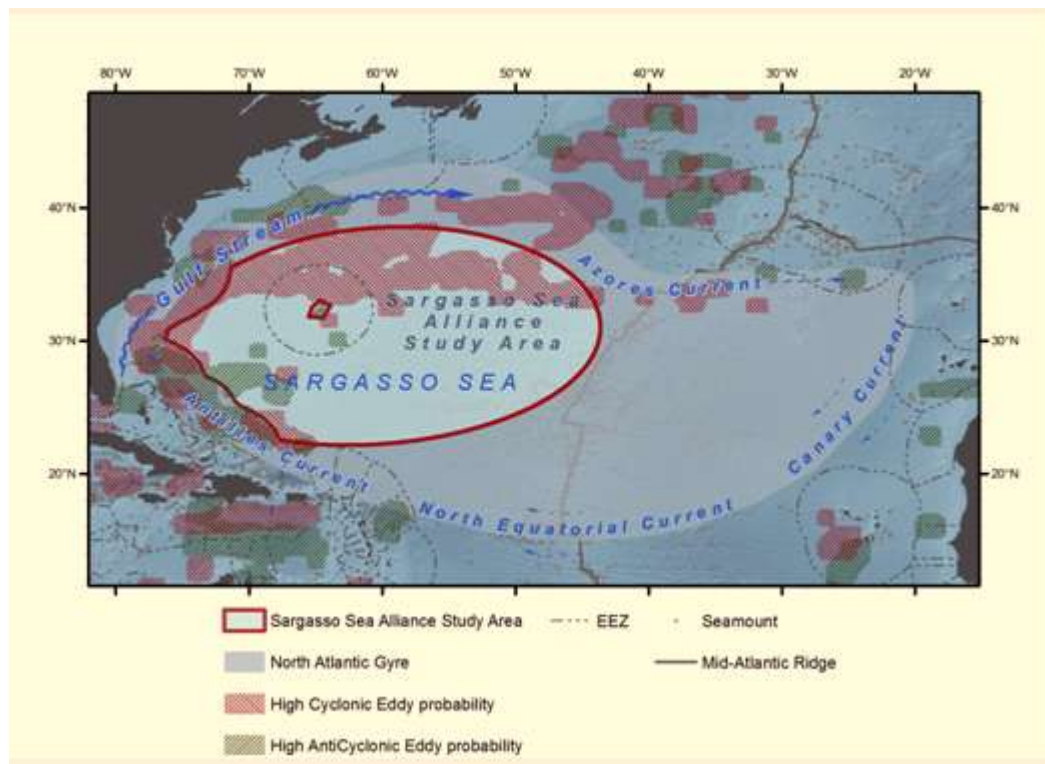 80°W 70°W 60°W 50°W 40°W 30°W 20°W
40°N 40°N
30°N 30°N
20°N 20°N
Gulf Stream
Azores Current
Sargasso Sea
Alliance
Study Area
SARGASSO SEA
Antilles Current
Canary Current
North Equatorial Current
Sargasso Sea Alliance Study Area EEZ Seamount
North Atlantic Gyre Mid-Atlantic Ridge
High Cyclonic Eddy probability
High AntiCyclonic Eddy probability